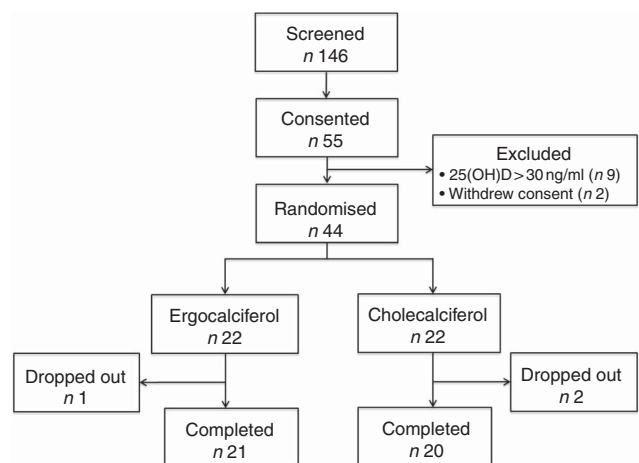 Screened
n 146
Consented
n 55
Excluded
• 25(OH)D > 30 ng/ml (n 9)
• Withdrew consent (n 2)
Randomised
n 44
Ergocalciferol
n 22
Cholecalciferol
n 22
Dropped out
n 1
Dropped out
n 2
Completed
n 21
Completed
n 20